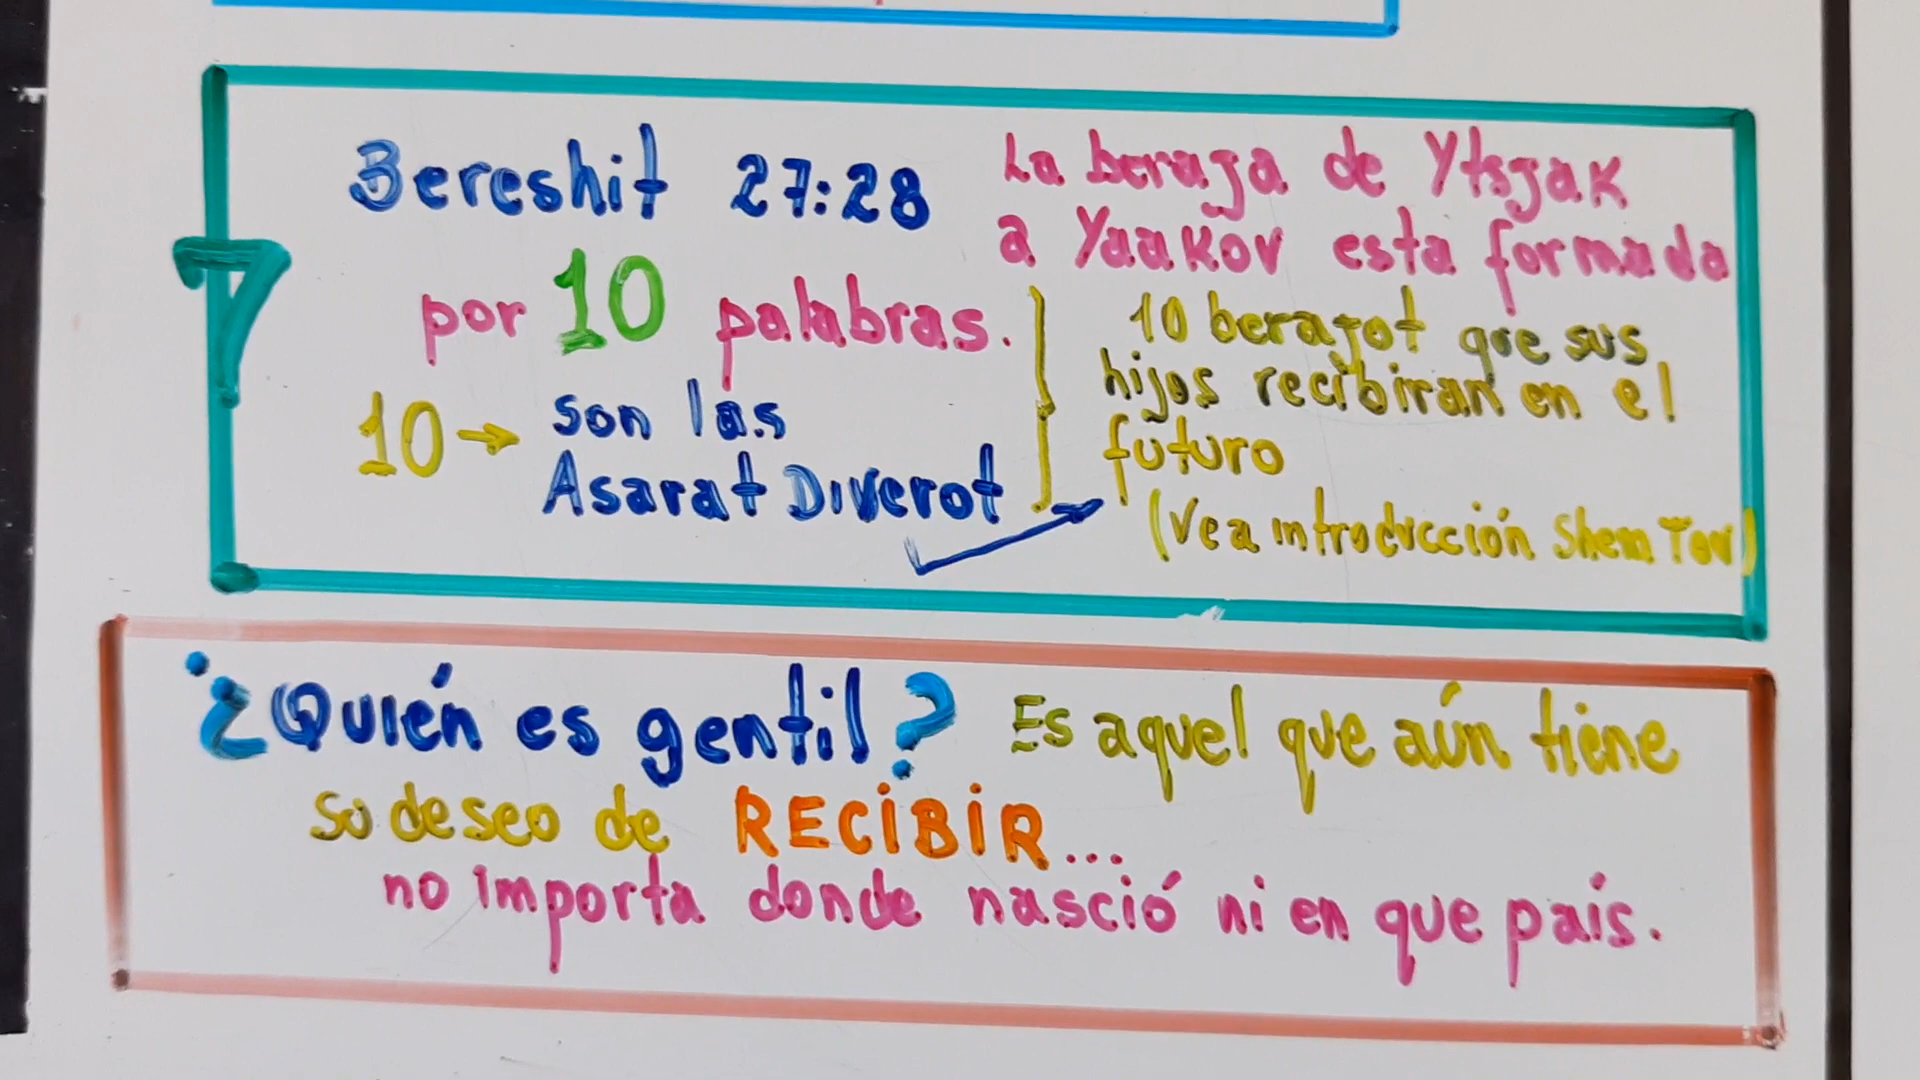 7
Bereshit 27:28
La beraja de Ytsjak
a Yaakov esta formada
por 10 palabras.
10 → son las
Asarat Diverot
10 berajot que sus
hijos recibiran en el
futuro
(Vea introducción Shem Tov)
¿Quién es gentil? Es aquel que aún tiene
su deseo de RECIBIR...
no importa donde nasció ni en que país.